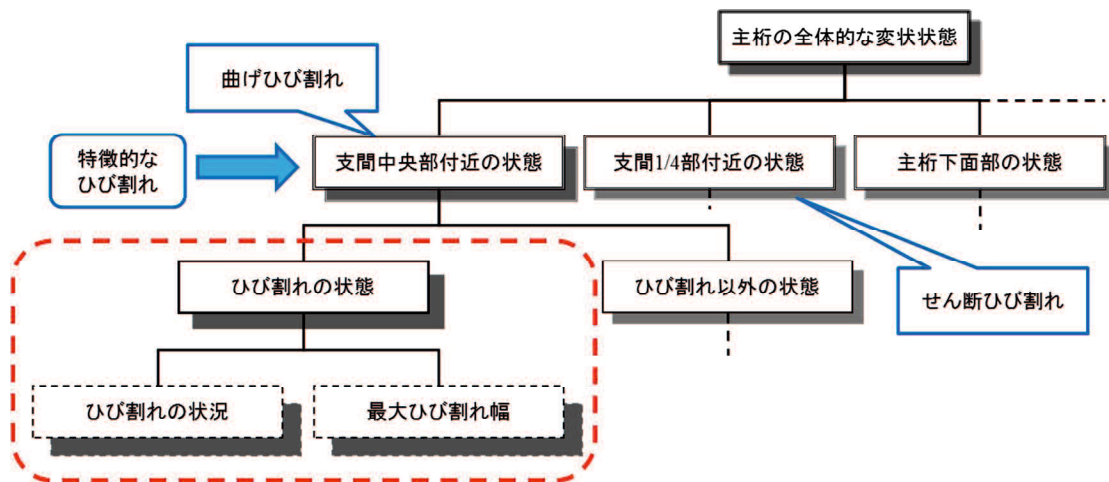 主桁の全体的な変状状態
曲げひび割れ
特徴的な
ひび割れ
支間中央部付近の状態
支間1/4部付近の状態
主桁下面部の状態
ひび割れの状態
ひび割れ以外の状態
せん断ひび割れ
ひび割れの状況
最大ひび割れ幅